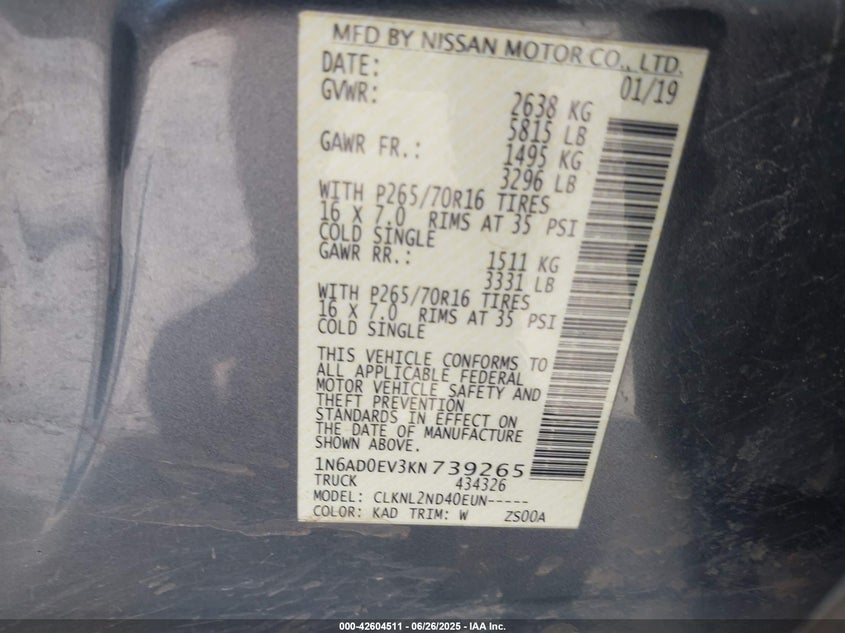 MFD BY NISSAN MOTOR CO., LTD.
DATE: 01/19
GVWR: 2638 KG
5815 LB
GAWR FR.: 1495 KG
3296 LB
WITH P265/70R16 TIRES
16 X 7.0 RIMS AT 35 PSI
COLD SINGLE
GAWR RR.: 1511 KG
3331 LB
WITH P265/70R16 TIRES
16 X 7.0 RIMS AT 35 PSI
COLD SINGLE
THIS VEHICLE CONFORMS TO
ALL APPLICABLE FEDERAL
MOTOR VEHICLE SAFETY AND
THEFT PREVENTION
STANDARDS IN EFFECT ON
THE DATE OF MANUFACTURE
SHOWN ABOVE.
1N6AD0EV3KN739265
TRUCK 434326
MODEL: CLKNL2ND40EUN-----
COLOR: KAD TRIM: W ZS00A
000-42604511 - 06/26/2025 - IAA Inc.